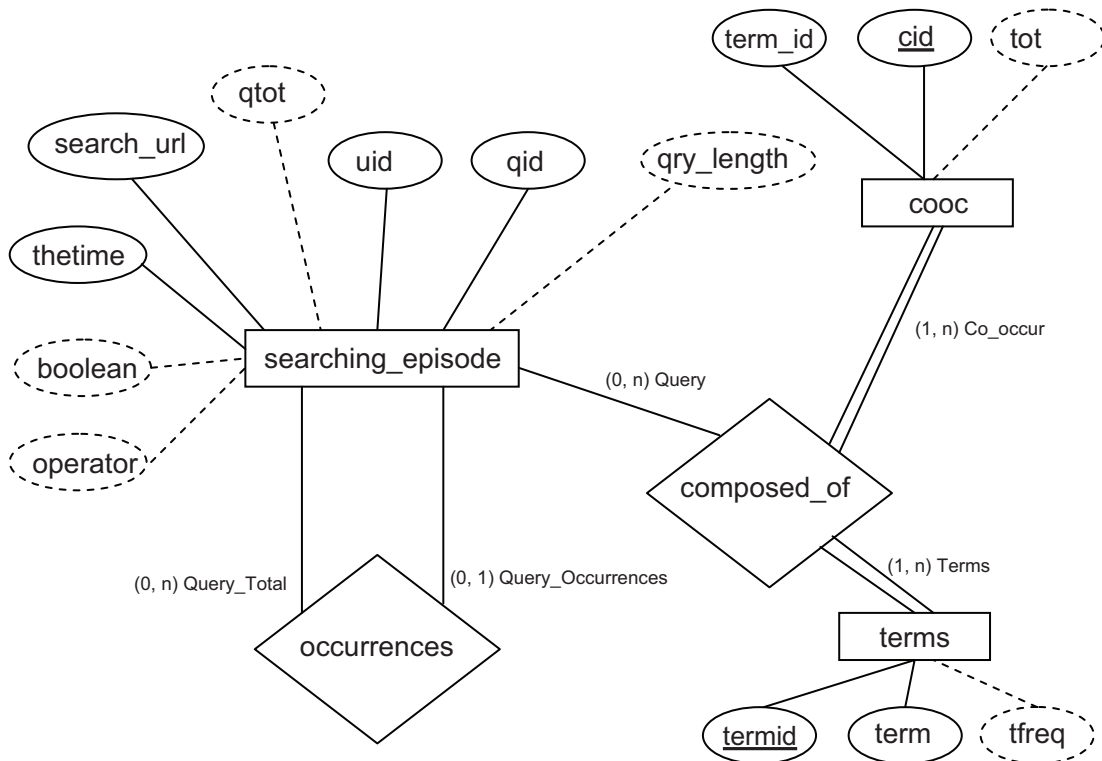 term_id
cid
tot
qtot
search_url
uid
qid
qry_length
cooc
thetime
searching_episode
boolean
operator
(0, n) Query
(1, n) Co_occur
composed_of
(0, n) Query_Total
(0, 1) Query_Occurrences
(1, n) Terms
occurrences
terms
termid
term
tfreq